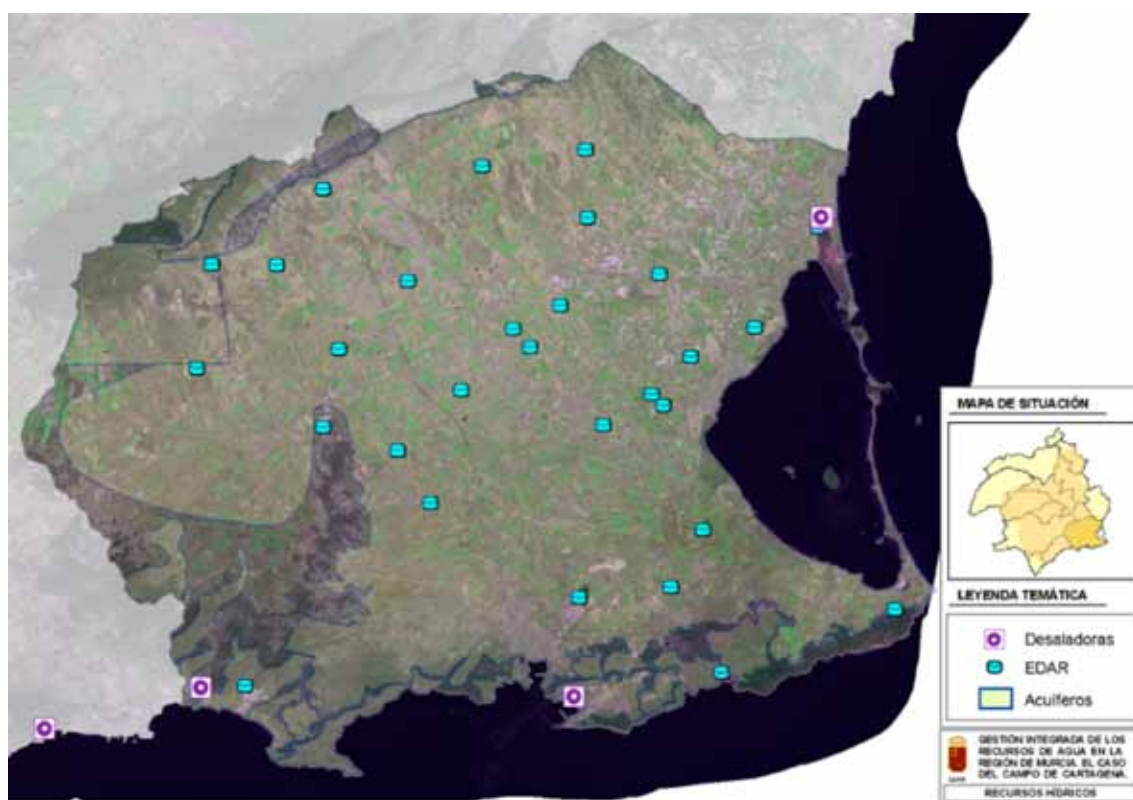 MAPA DE SITUACIÓN
LEYENDA TEMÁTICA
Desaladoras
EDAR
Acuíferos
GESTIÓN INTEGRADA DE LOS
RECURSOS DE AGUA EN LA
REGIÓN DE MURCIA. EL CASO
DEL CAMPO DE CARTAGENA.
RECURSOS HÍDRICOS